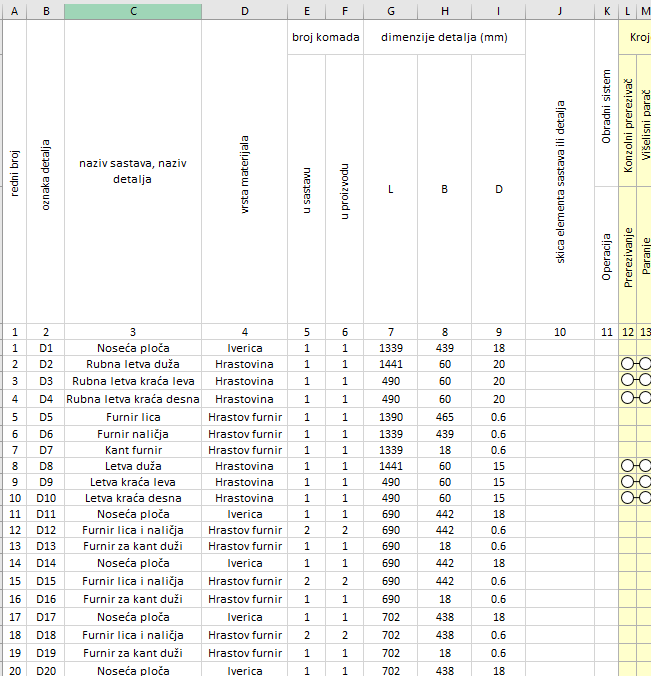 A B C D E F G H I J K L M
broj komada dimenzije detalja (mm) Kroj
redni broj
oznaka detalja
naziv sastava, naziv
detalja
vrsta materijala
u sastavu
u proizvodu
L B D
skica elementa sastava ili detalja
Obradni sistem
Operacija
Konzolni prerezivač
Prerezivanje
Višelisni parač
Paranje
1 2 3 4 5 6 7 8 9 10 11 12 13
1 D1 Noseća ploča Iverica 1 1 1339 439 18
2 D2 Rubna letva duža Hrastovina 1 1 1441 60 20
3 D3 Rubna letva kraća leva Hrastovina 1 1 490 60 20
4 D4 Rubna letva kraća desna Hrastovina 1 1 490 60 20
5 D5 Furnir lica Hrastov furnir 1 1 1390 465 0.6
6 D6 Furnir naličja Hrastov furnir 1 1 1339 439 0.6
7 D7 Kant furnir Hrastov furnir 1 1 1339 18 0.6
8 D8 Letva duža Hrastovina 1 1 1441 60 15
9 D9 Letva kraća leva Hrastovina 1 1 490 60 15
10 D10 Letva kraća desna Hrastovina 1 1 490 60 15
11 D11 Noseća ploča Iverica 1 1 690 442 18
12 D12 Furnir lica i naličja Hrastov furnir 2 2 690 442 0.6
13 D13 Furnir za kant duži Hrastov furnir 1 1 690 18 0.6
14 D14 Noseća ploča Iverica 1 1 690 442 18
15 D15 Furnir lica i naličja Hrastov furnir 2 2 690 442 0.6
16 D16 Furnir za kant duži Hrastov furnir 1 1 690 18 0.6
17 D17 Noseća ploča Iverica 1 1 702 438 18
18 D18 Furnir lica i naličja Hrastov furnir 2 2 702 438 0.6
19 D19 Furnir za kant duži Hrastov furnir 1 1 702 18 0.6
20 D20 Noseća ploča Iverica 1 1 702 438 18